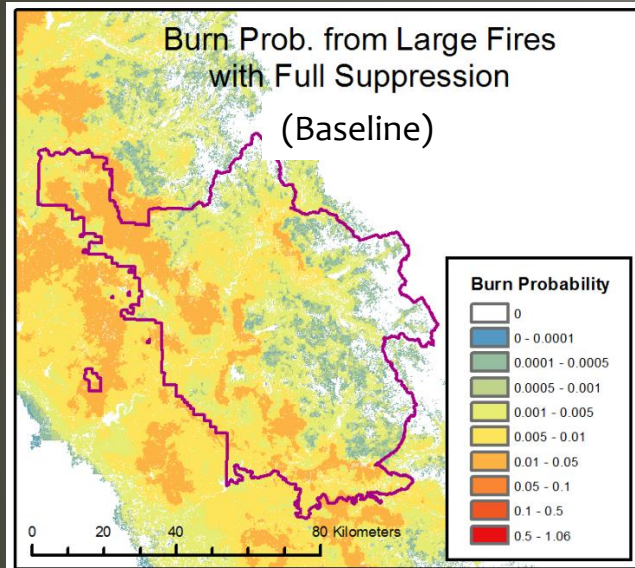 Burn Prob. from Large Fires
with Full Suppression
(Baseline)
Burn Probability
0
0 - 0.0001
0.0001 - 0.0005
0.0005 - 0.001
0.001 - 0.005
0.005 - 0.01
0.01 - 0.05
0.05 - 0.1
0.1 - 0.5
0.5 - 1.06
0 20 40 80 Kilometers